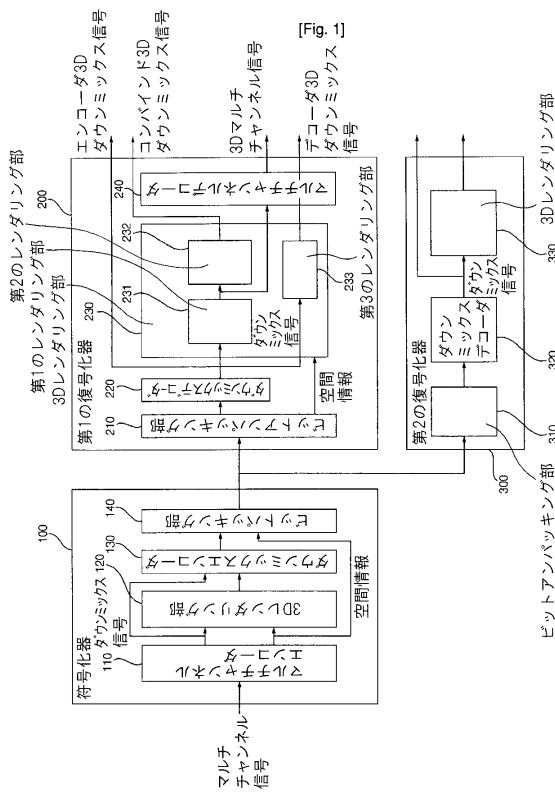 [Fig. 1]
マルチ
チャンネル
信号
符号化器
100
110
マルチチャンネル
エンコーダ
ダウンミックス
信号
120
3Dレンダリング部
130
ダウンミックスエンコーダ
140
ビットパッキング部
空間情報
第1の復号化器
200
210
ビットアンパッキング部
220
ダウンミックスデコーダ
空間
情報
230
3Dレンダリング部
第1のレンダリング部
第2のレンダリング部
231
232
ダウン
ミックス
信号
233
第3のレンダリング部
240
マルチチャンネルデコーダ
エンコーダ3D
ダウンミックス信号
コンバインド3D
ダウンミックス信号
3Dマルチ
チャンネル信号
デコーダ3D
ダウンミックス
信号
第2の復号化器
300
310
ビットアンパッキング部
ダウン
ミックス
デコーダ
320
ダウン
ミックス
信号
330
3Dレンダリング部